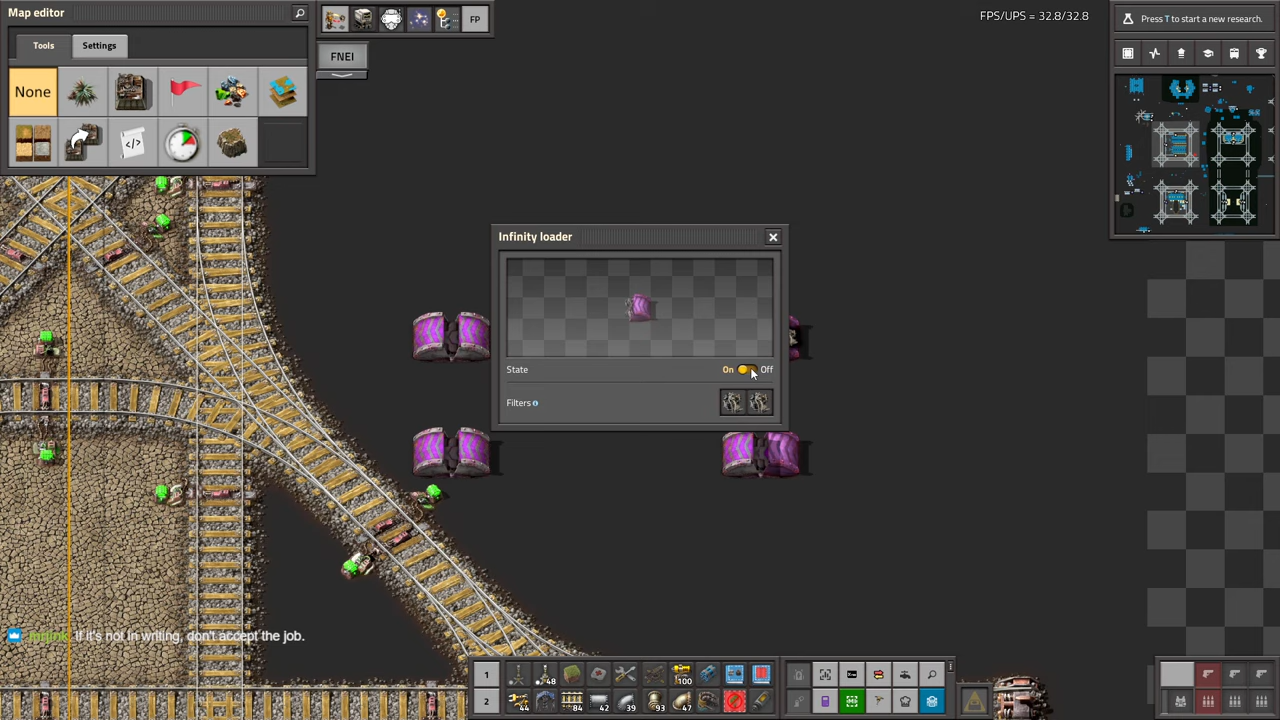 Map editor
FP
FPS/UPS = 32.8/32.8
Press T to start a new research.
Tools
Settings
FNEI
None
</>
Infinity loader
State
On
Off
Filters
If it's not in writing, don't accept the job.
1
48
100
2
44
84
42
39
93
47